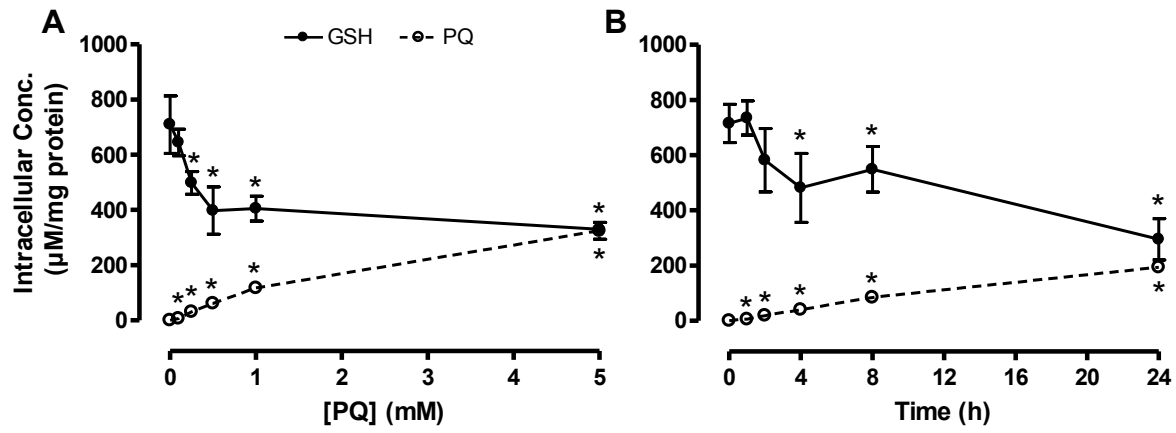 A
B
GSH
PQ
Intracellular Conc.
(µM/mg protein)
1000
800
600
400
200
0
* * * *
*
* * * * *
0 1 2 3 4 5
[PQ] (mM)
1000
800
600
400
200
0
* * *
* * * * *
0 4 8 12 16 20 24
Time (h)